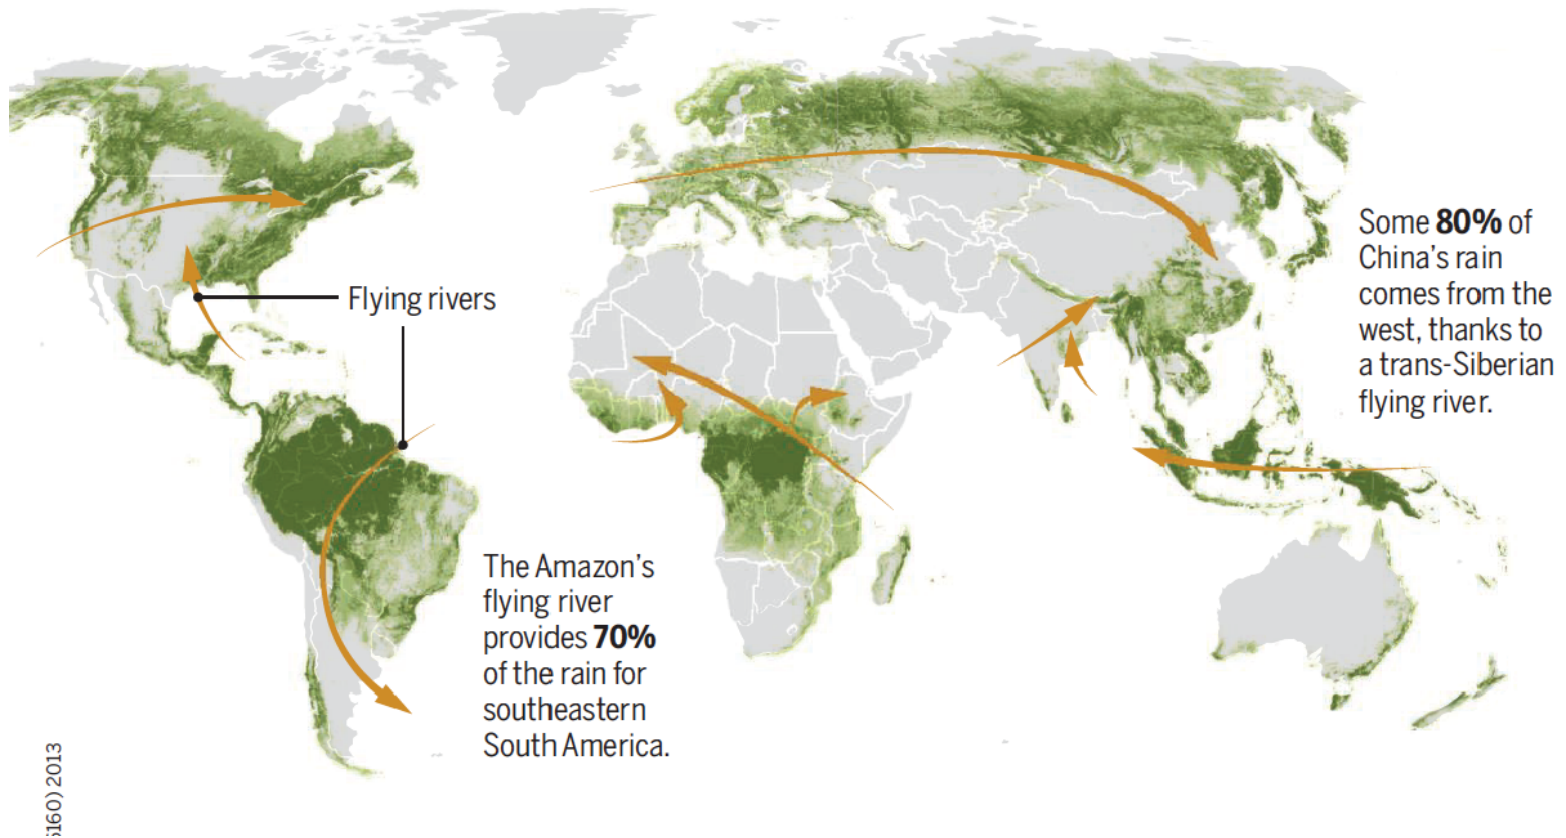 Flying rivers
Some 80% of
China's rain
comes from the
west, thanks to
a trans-Siberian
flying river.
The Amazon's
flying river
provides 70%
of the rain for
southeastern
South America.
6160) 2013